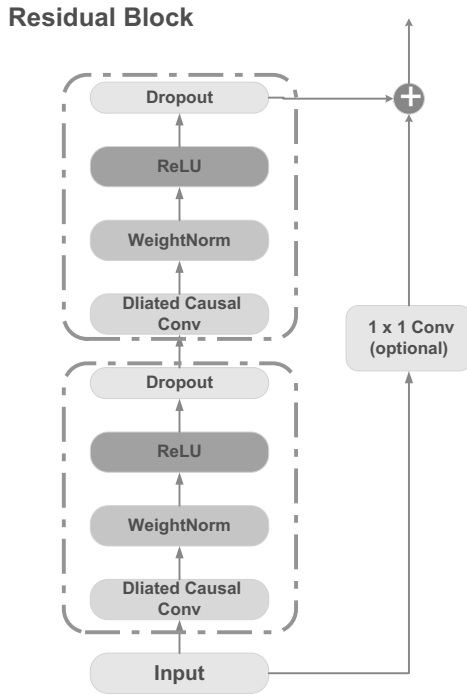 Residual Block
Dropout
ReLU
WeightNorm
Dliated Causal
Conv
Dropout
ReLU
WeightNorm
Dliated Causal
Conv
Input
+
1 x 1 Conv
(optional)